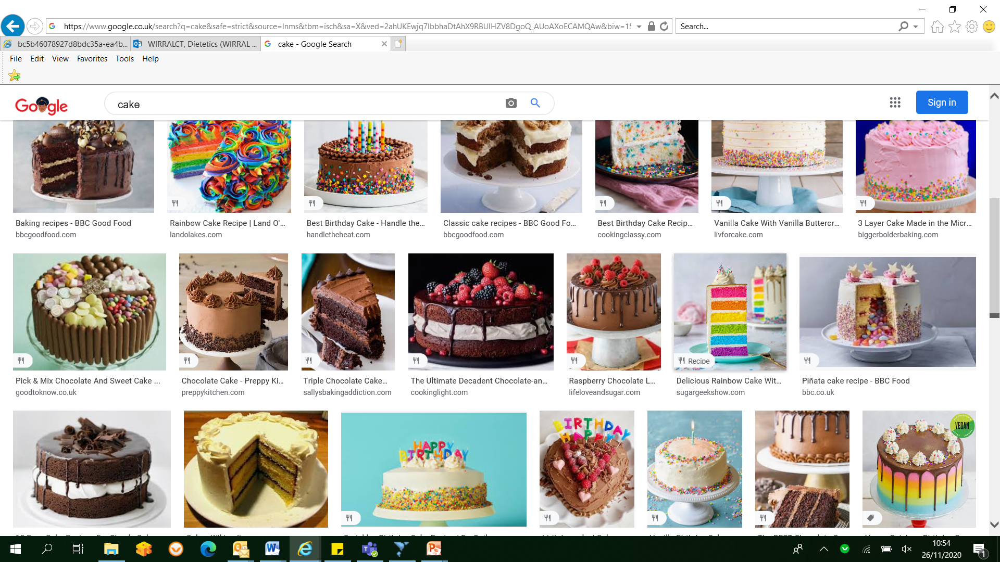 https://www.google.co.uk/search?q=cake&safe=strict&source=lnms&tbm=isch&sa=X&ved=2ahUKEwjq7IbbhaDtAhX9RBUIHZV8DgoQ_AUoAXoECAMQAw&biw=15
Search...
bc5b46078927d8bdc35a-ea4b...
WIRRALCT, Dietetics (WIRRAL ...
cake - Google Search
File Edit View Favorites Tools Help
Google
cake
Sign in
Baking recipes - BBC Good Food
bbcgoodfood.com
Rainbow Cake Recipe | Land O'...
landolakes.com
Best Birthday Cake - Handle the...
handletheheat.com
Classic cake recipes - BBC Good Fo...
bbcgoodfood.com
Best Birthday Cake Recip...
cookingclassy.com
Vanilla Cake With Vanilla Buttercr...
livforcake.com
3 Layer Cake Made in the Micr...
biggerbolderbaking.com
Recipe
Pick & Mix Chocolate And Sweet Cake ...
goodtoknow.co.uk
Chocolate Cake - Preppy Ki...
preppykitchen.com
Triple Chocolate Cake...
sallysbakingaddiction.com
The Ultimate Decadent Chocolate-an...
cookinglight.com
Raspberry Chocolate L...
lifeloveandsugar.com
Delicious Rainbow Cake Wit...
sugargeekshow.com
Piñata cake recipe - BBC Food
bbc.co.uk
HAPPY
BIRTHDAY
BIRTHDAY
HAPPY
VEGAN
10:54
26/11/2020
1